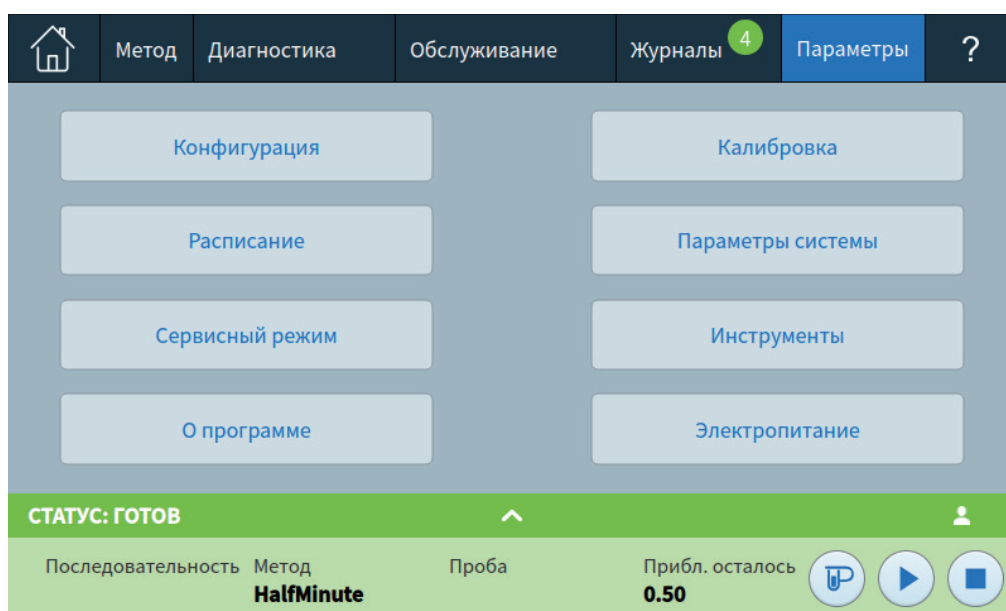 Метод Диагностика Обслуживание Журналы 4 Параметры ?
Конфигурация Калибровка
Расписание Параметры системы
Сервисный режим Инструменты
О программе Электропитание
СТАТУС: ГОТОВ
Последовательность Метод Проба Прибл. осталось
HalfMinute 0.50